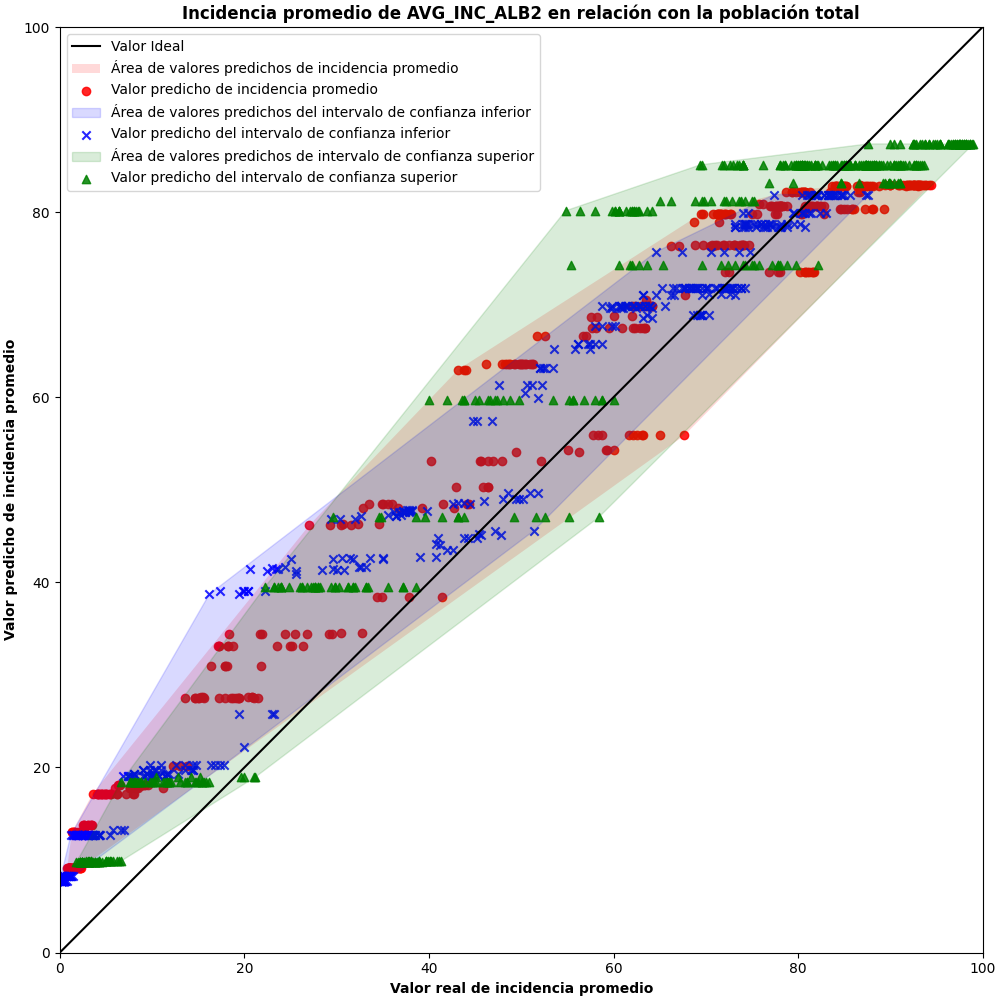 Incidencia promedio de AVG_INC_ALB2 en relación con la población total
Valor Ideal
Área de valores predichos de incidencia promedio
Valor predicho de incidencia promedio
Área de valores predichos del intervalo de confianza inferior
Valor predicho del intervalo de confianza inferior
Área de valores predichos de intervalo de confianza superior
Valor predicho del intervalo de confianza superior
Valor predicho de incidencia promedio
100
80
60
40
20
0
0 20 40 60 80 100
Valor real de incidencia promedio